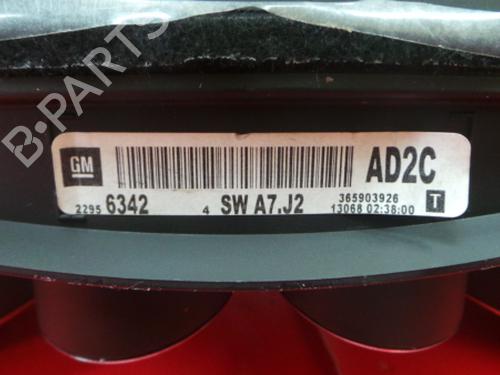 B-PARTS
GM
AD2C
2295 6342 4 SW A7.J2 365903926
13068 02:38:00 T